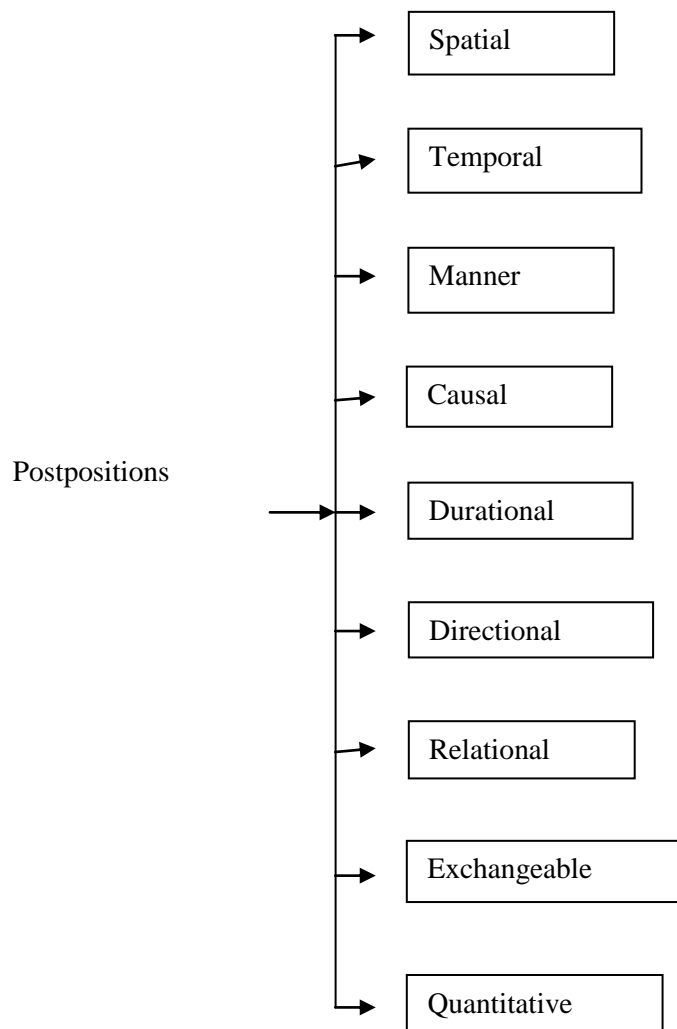 Spatial
Temporal
Manner
Causal
Postpositions
Durational
Directional
Relational
Exchangeable
Quantitative